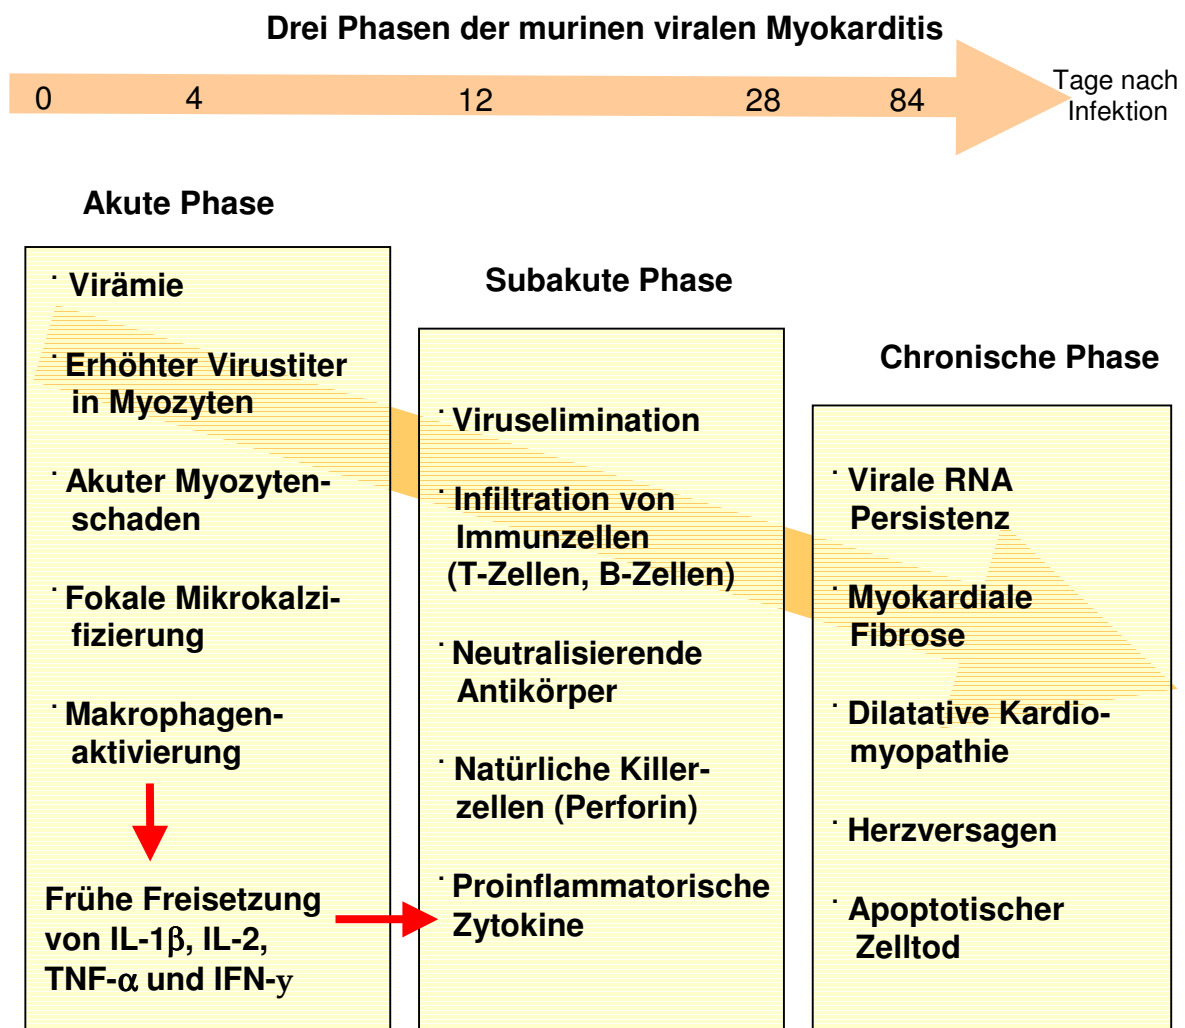 Drei Phasen der murinen viralen Myokarditis
0 4 12 28 84
Tage nach
Infektion
Akute Phase
· Virämie
· Erhöhter Virustiter
in Myozyten
· Akuter Myozyten-
schaden
· Fokale Mikrokalzi-
fizierung
· Makrophagen-
aktivierung
Frühe Freisetzung
von IL-1β, IL-2,
TNF-α und IFN-y
Subakute Phase
· Viruselimination
· Infiltration von
Immunzellen
(T-Zellen, B-Zellen)
· Neutralisierende
Antikörper
· Natürliche Killer-
zellen (Perforin)
· Proinflammatorische
Zytokine
Chronische Phase
· Virale RNA
Persistenz
· Myokardiale
Fibrose
· Dilatative Kardio-
myopathie
· Herzversagen
· Apoptotischer
Zelltod